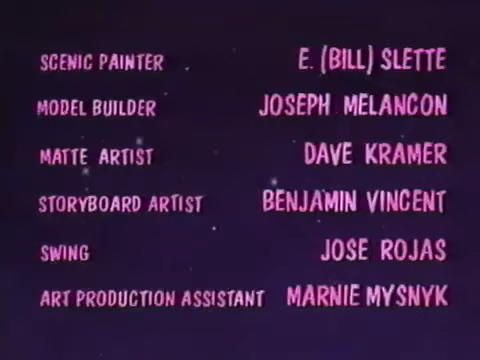 SCENIC PAINTER E. (BILL) SLETTE
MODEL BUILDER JOSEPH MELANCON
MATTE ARTIST DAVE KRAMER
STORYBOARD ARTIST BENJAMIN VINCENT
SWING JOSE ROJAS
ART PRODUCTION ASSISTANT MARNIE MYSNYK